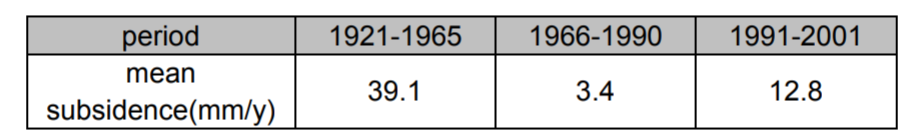 period 1921-1965 1966-1990 1991-2001
mean
subsidence(mm/y) 39.1 3.4 12.8